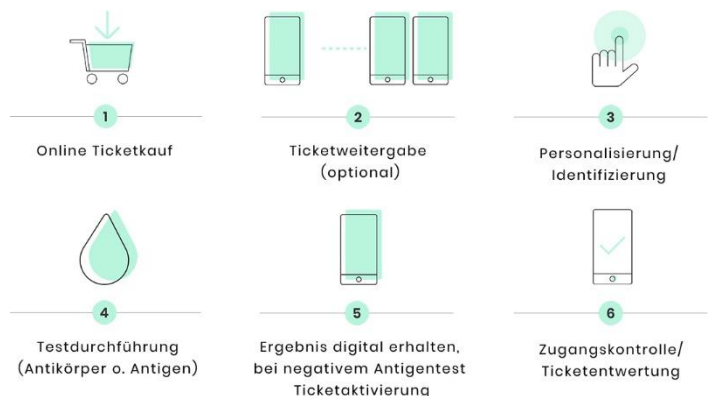 1
Online Ticketkauf
2
Ticketweitergabe
(optional)
3
Personalisierung/
Identifizierung
4
Testdurchführung
(Antikörper o. Antigen)
5
Ergebnis digital erhalten,
bei negativem Antigentest
Ticketaktivierung
6
Zugangskontrolle/
Ticketentwertung